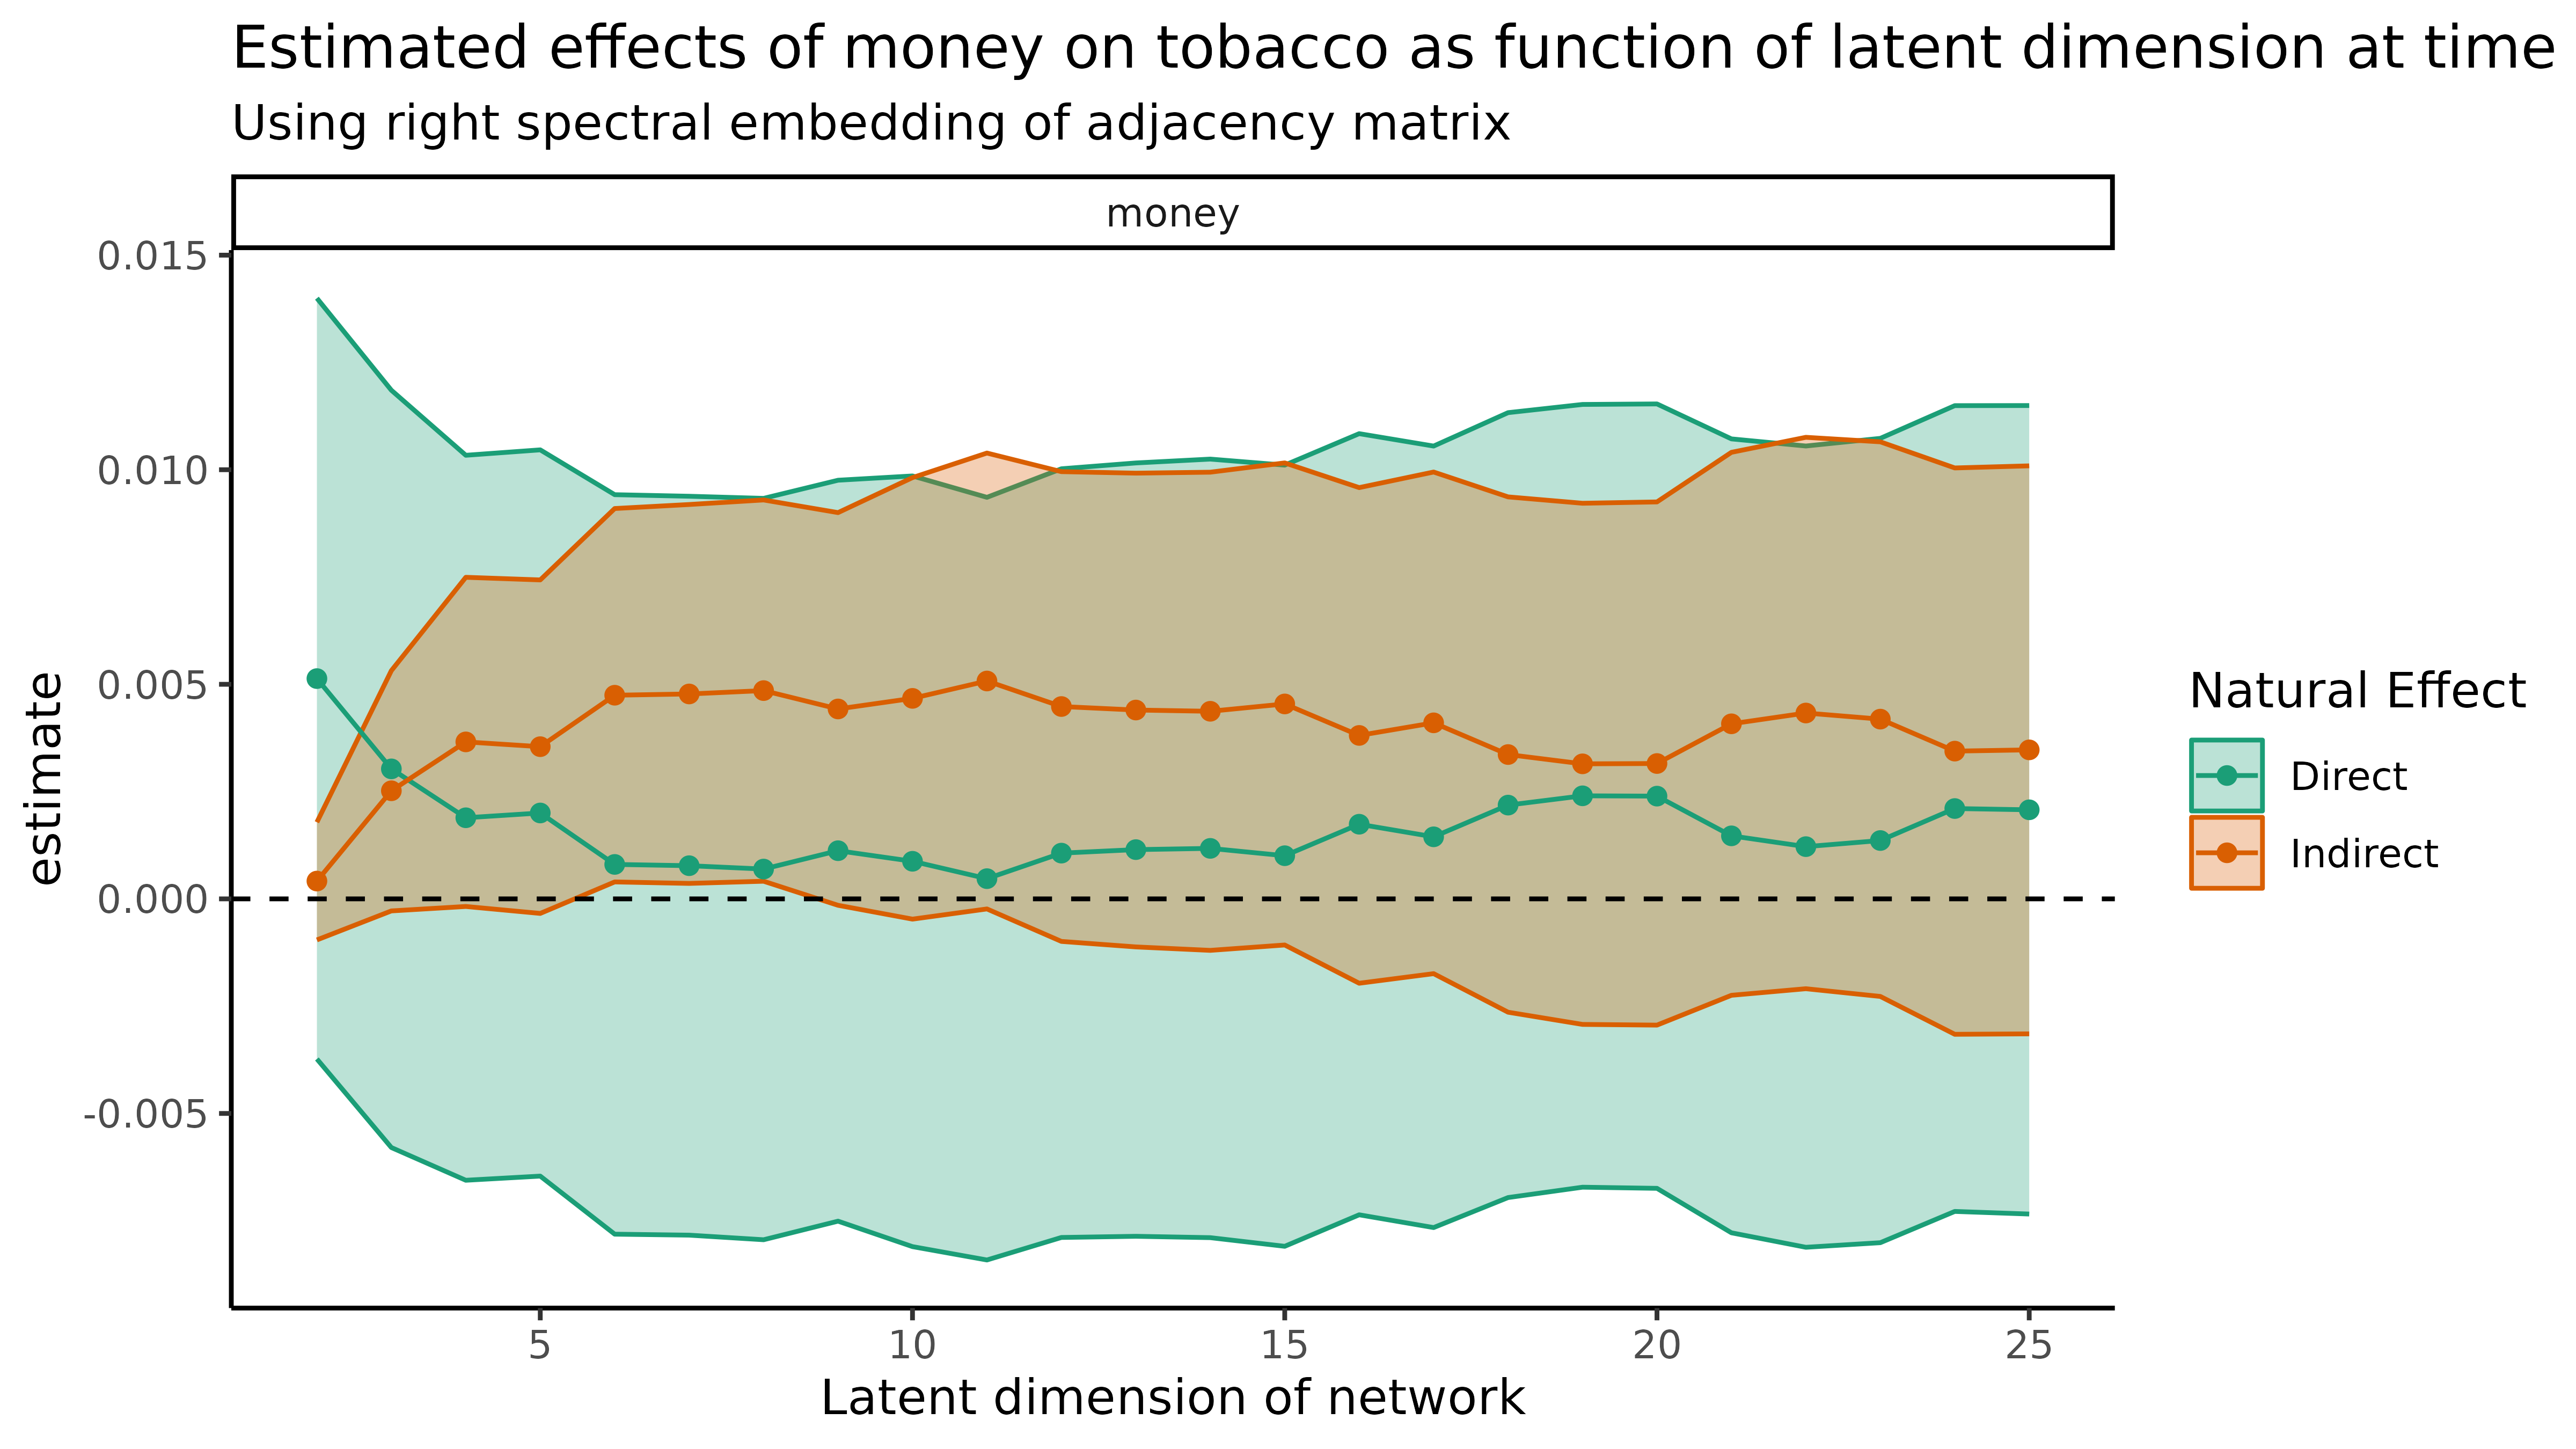 Estimated effects of money on tobacco as function of latent dimension at time
Using right spectral embedding of adjacency matrix
money
0.015
0.010
0.005
0.000
-0.005
estimate
5 10 15 20 25
Latent dimension of network
Natural Effect
Direct
Indirect